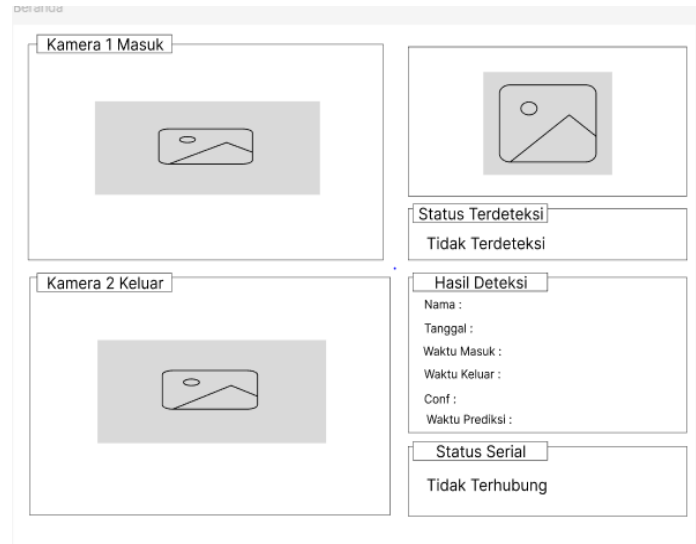 Beranda
Kamera 1 Masuk
Status Terdeteksi
Tidak Terdeteksi
Kamera 2 Keluar
Hasil Deteksi
Nama :
Tanggal :
Waktu Masuk :
Waktu Keluar :
Conf :
Waktu Prediksi :
Status Serial
Tidak Terhubung